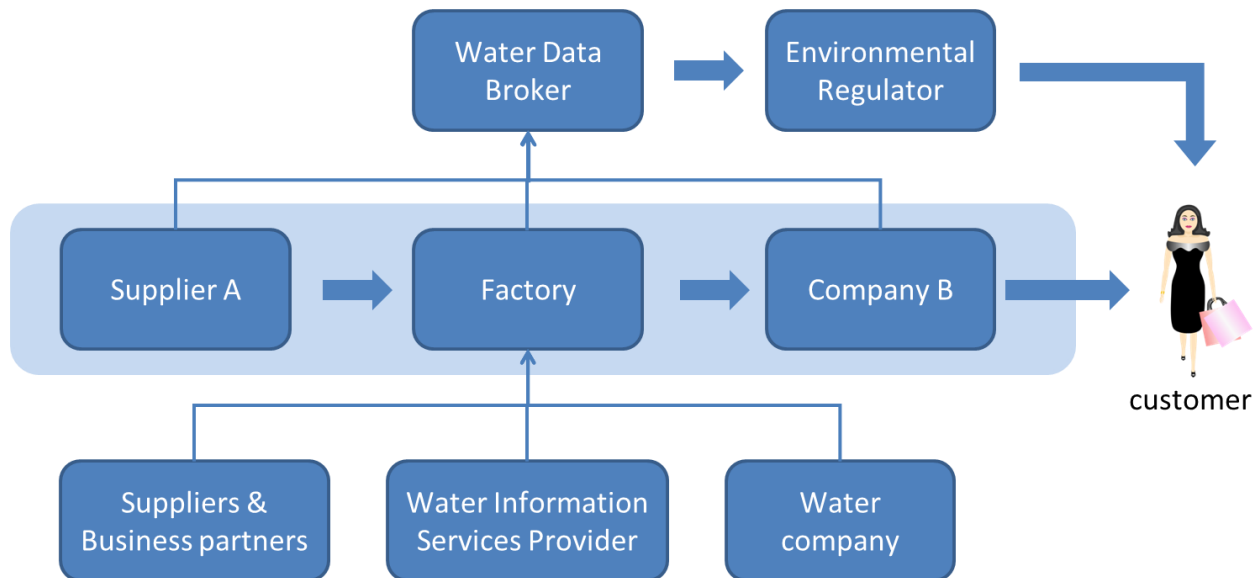 Water Data
Broker
Environmental
Regulator
Supplier A
Factory
Company B
customer
Suppliers &
Business partners
Water Information
Services Provider
Water
company